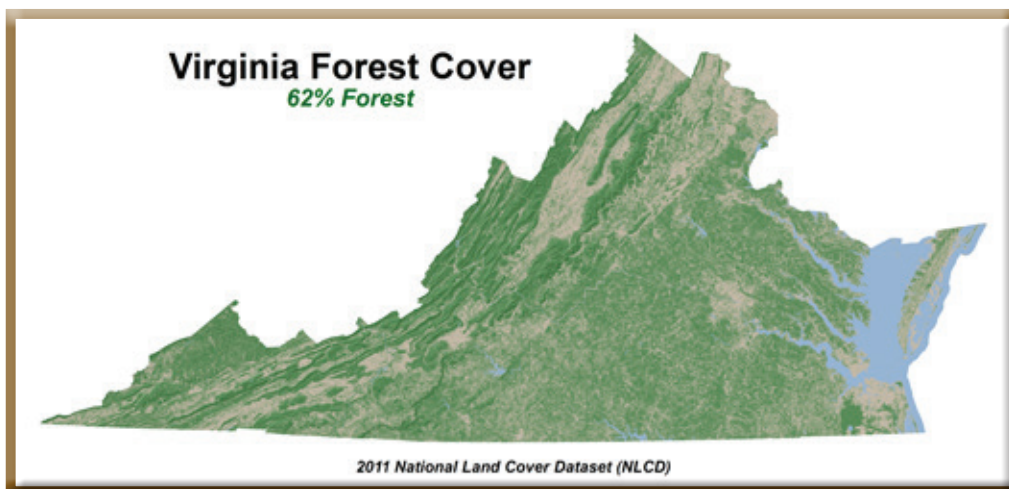 Virginia Forest Cover
62% Forest
2011 National Land Cover Dataset (NLCD)